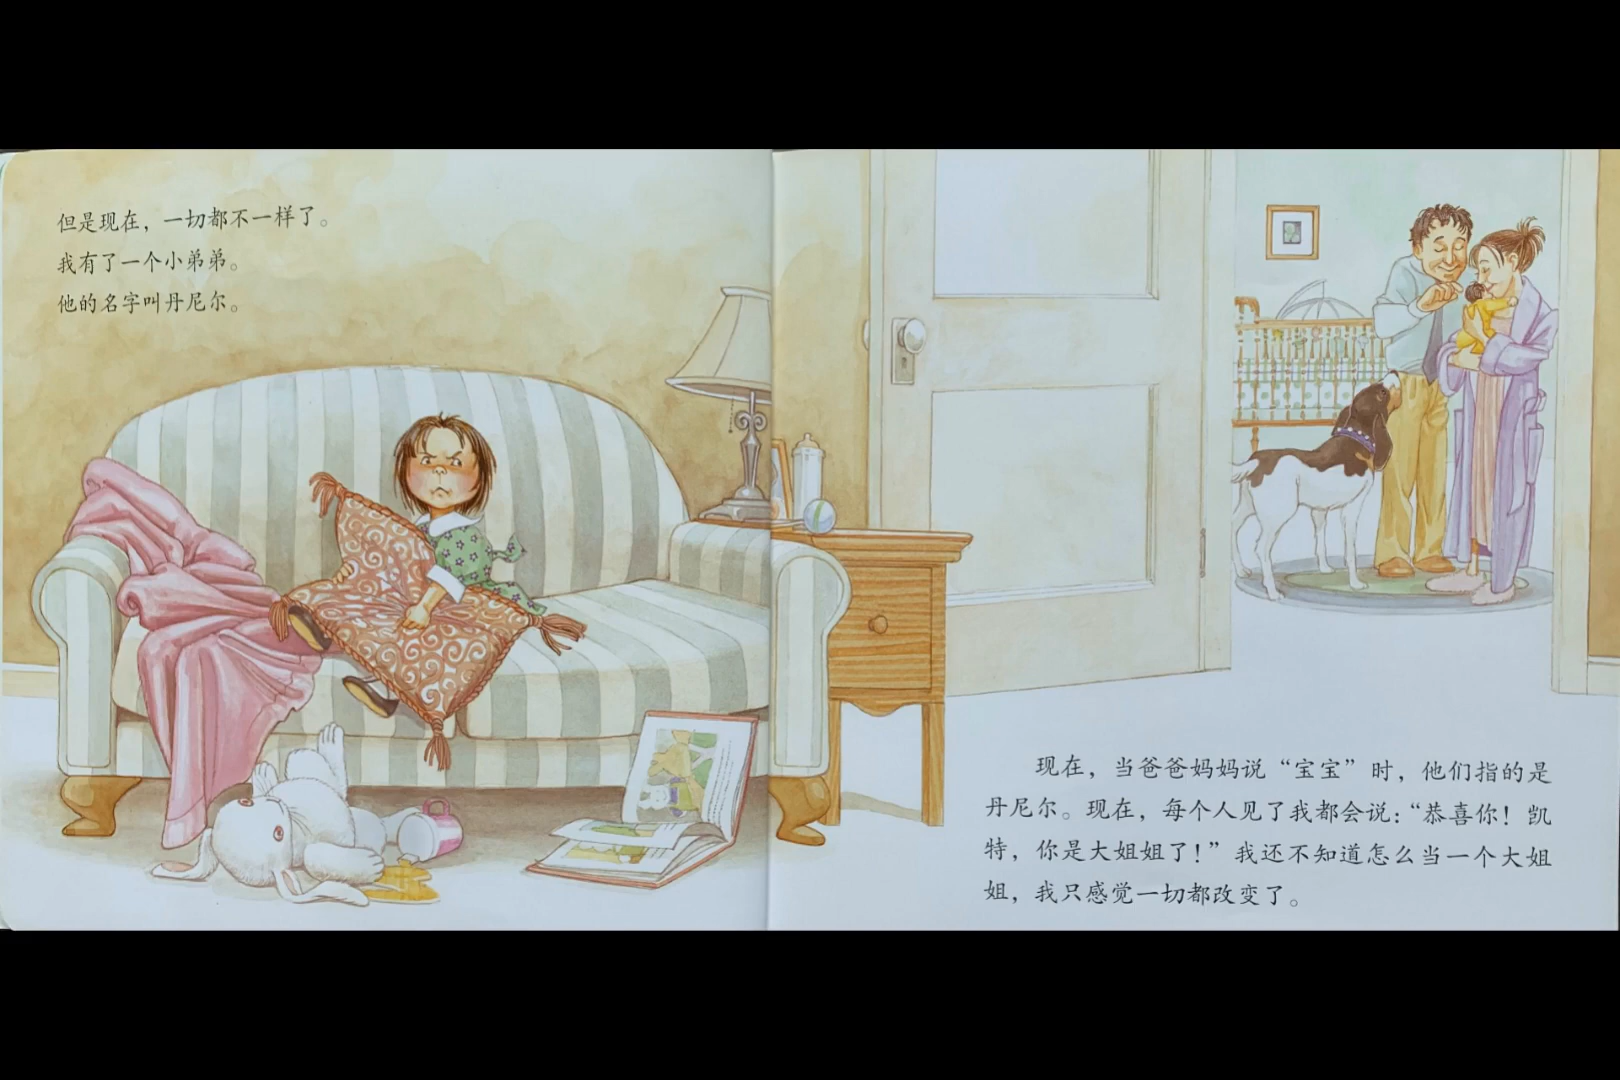 但是现在，一切都不一样了。
我有了一个小弟弟。
他的名字叫丹尼尔。
现在，当爸爸妈妈说“宝宝”时，他们指的是
丹尼尔。现在，每个人见了我都会说：“恭喜你！凯
特，你是大姐姐了！”我还不知道怎么当一个大姐
姐，我只感觉一切都改变了。